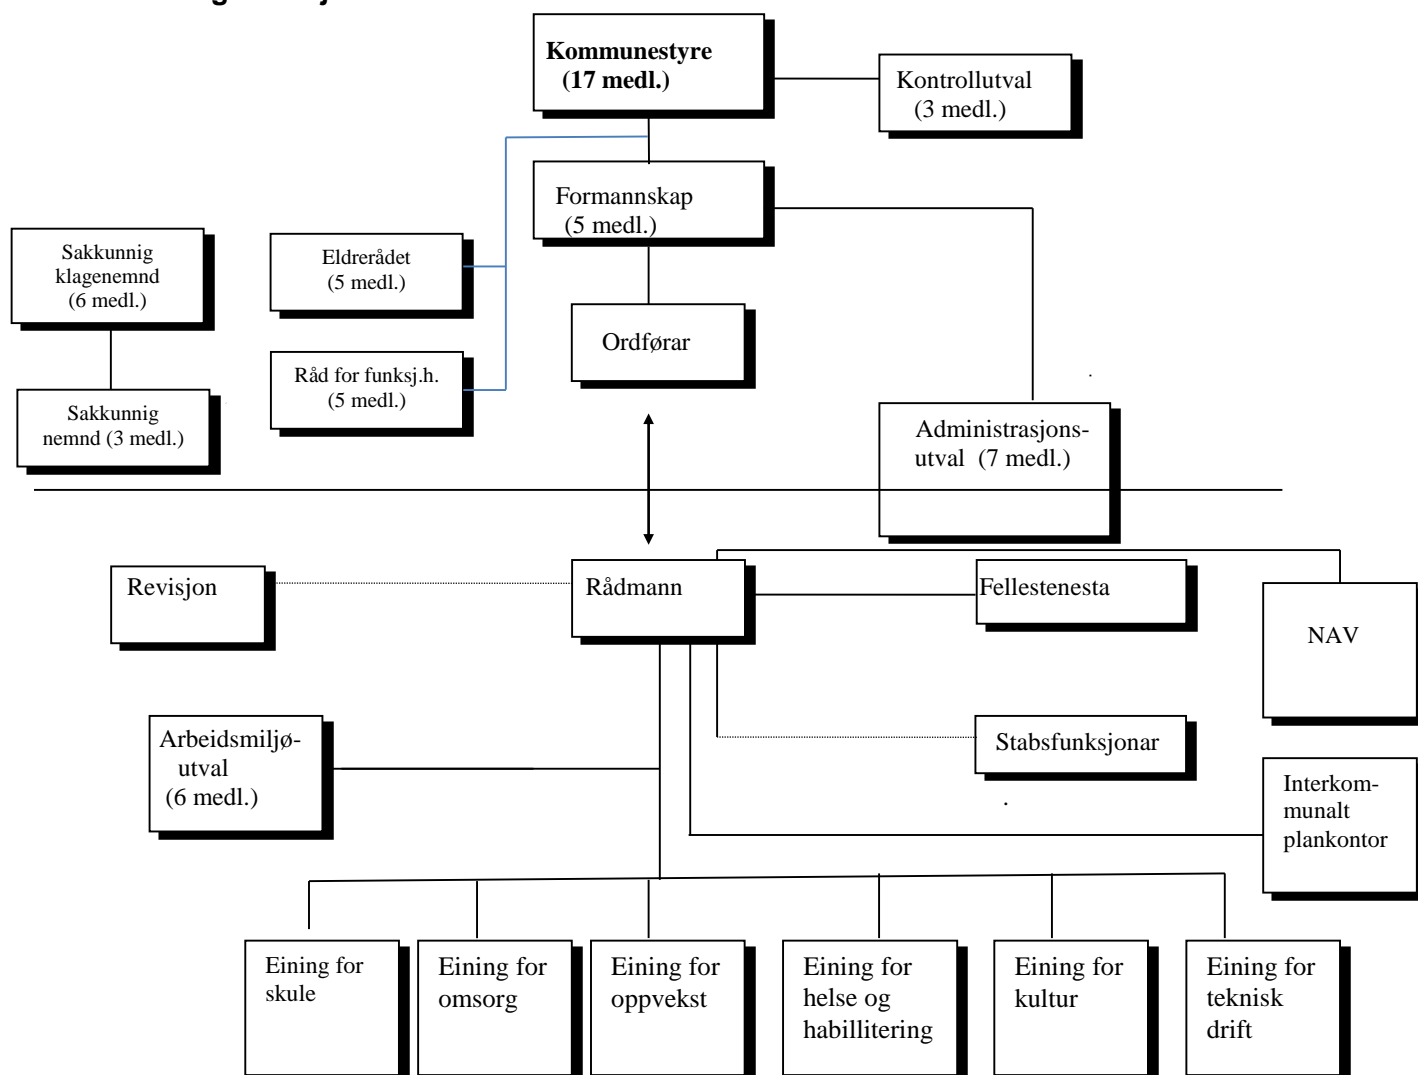 Kommunestyre
(17 medl.)
Kontrollutval
(3 medl.)
Formannskap
(5 medl.)
Sakkunnig
klagenemnd
(6 medl.)
Eldrerådet
(5 medl.)
Ordførar
Råd for funksj.h.
(5 medl.)
Sakkunnig
nemnd (3 medl.)
Administrasjons-
utval (7 medl.)
Revisjon
Rådmann
Fellestenesta
NAV
Arbeidsmiljø-
utval
(6 medl.)
Stabsfunksjonar
Interkom-
munalt
plankontor
Eining for
skule
Eining for
omsorg
Eining for
oppvekst
Eining for
helse og
habillitering
Eining for
kultur
Eining for
teknisk
drift